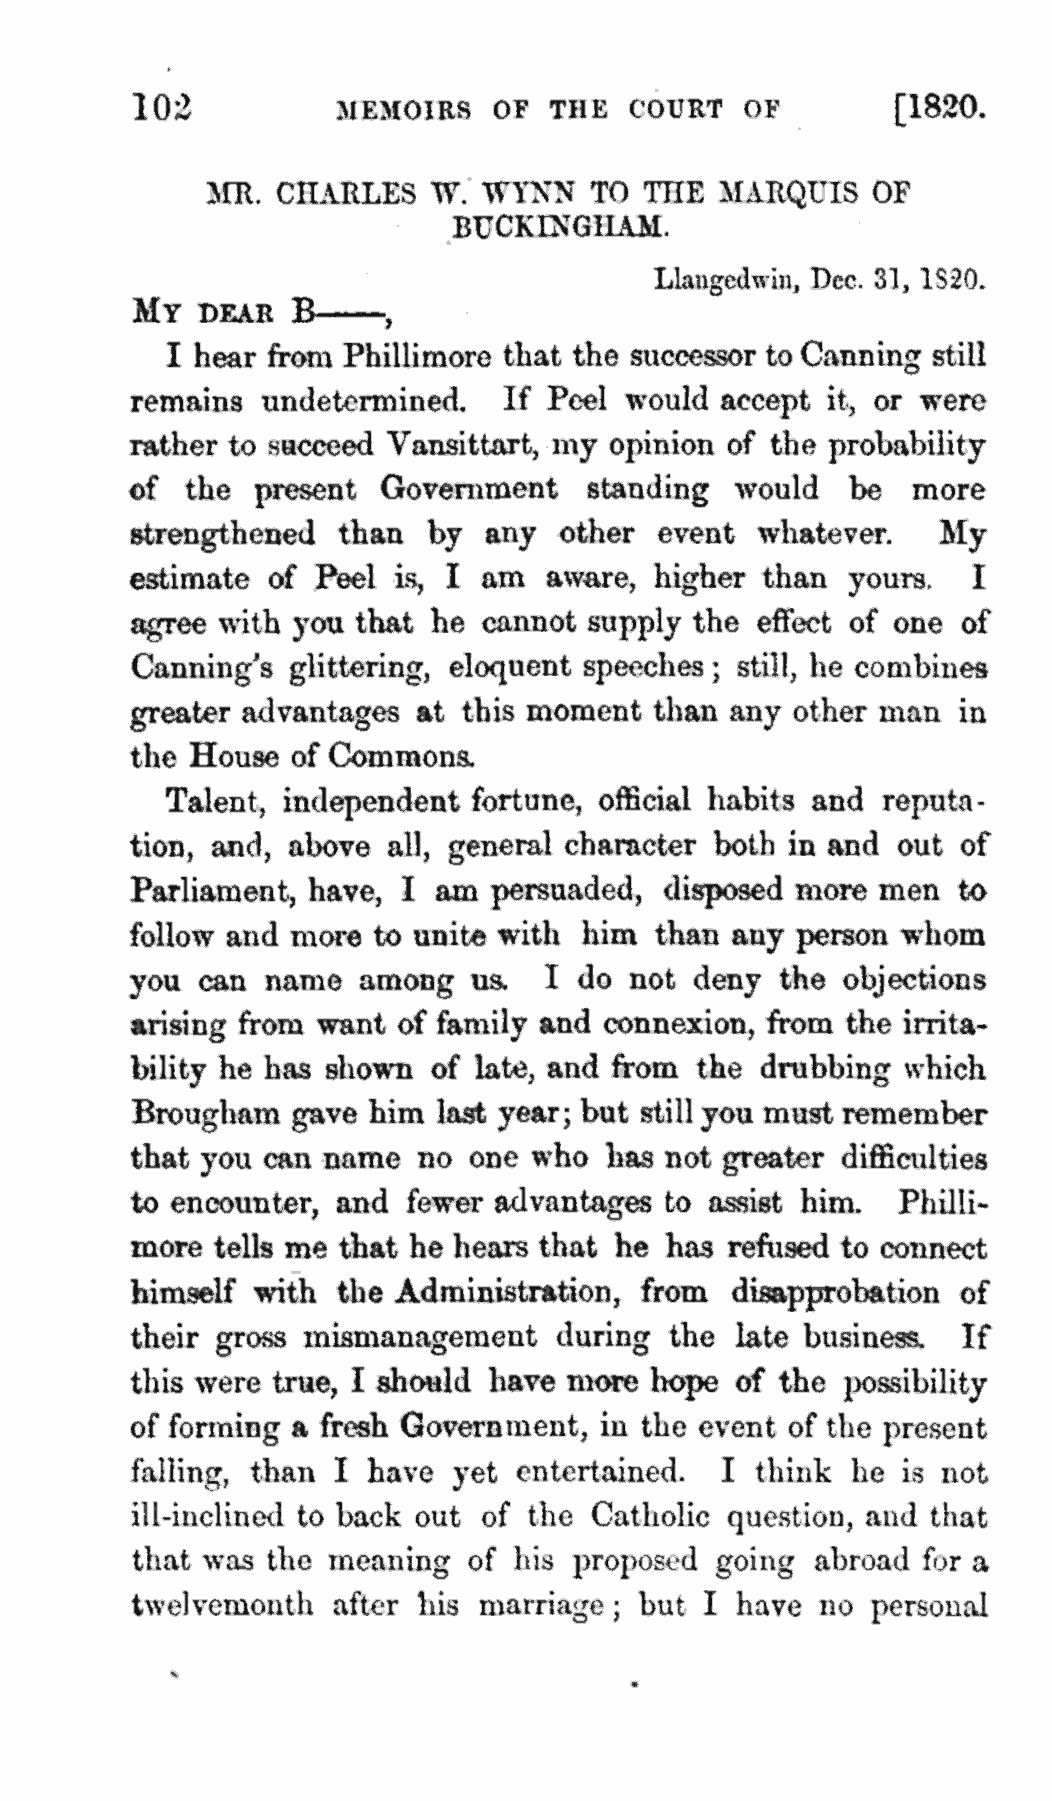 102 MEMOIRS OF THE COURT OF [1820.
MR. CHARLES W. WYNN TO THE MARQUIS OF
BUCKINGHAM.
Llangedwin, Dec. 31, 1820.
MY DEAR B——,
I hear from Phillimore that the successor to Canning still
remains undetermined. If Peel would accept it, or were
rather to succeed Vansittart, my opinion of the probability
of the present Government standing would be more
strengthened than by any other event whatever. My
estimate of Peel is, I am aware, higher than yours. I
agree with you that he cannot supply the effect of one of
Canning's glittering, eloquent speeches; still, he combines
greater advantages at this moment than any other man in
the House of Commons.
Talent, independent fortune, official habits and reputa-
tion, and, above all, general character both in and out of
Parliament, have, I am persuaded, disposed more men to
follow and more to unite with him than any person whom
you can name among us. I do not deny the objections
arising from want of family and connexion, from the irrita-
bility he has shown of late, and from the drubbing which
Brougham gave him last year; but still you must remember
that you can name no one who has not greater difficulties
to encounter, and fewer advantages to assist him. Philli-
more tells me that he hears that he has refused to connect
himself with the Administration, from disapprobation of
their gross mismanagement during the late business. If
this were true, I should have more hope of the possibility
of forming a fresh Government, in the event of the present
falling, than I have yet entertained. I think he is not
ill-inclined to back out of the Catholic question, and that
that was the meaning of his proposed going abroad for a
twelvemonth after his marriage; but I have no personal